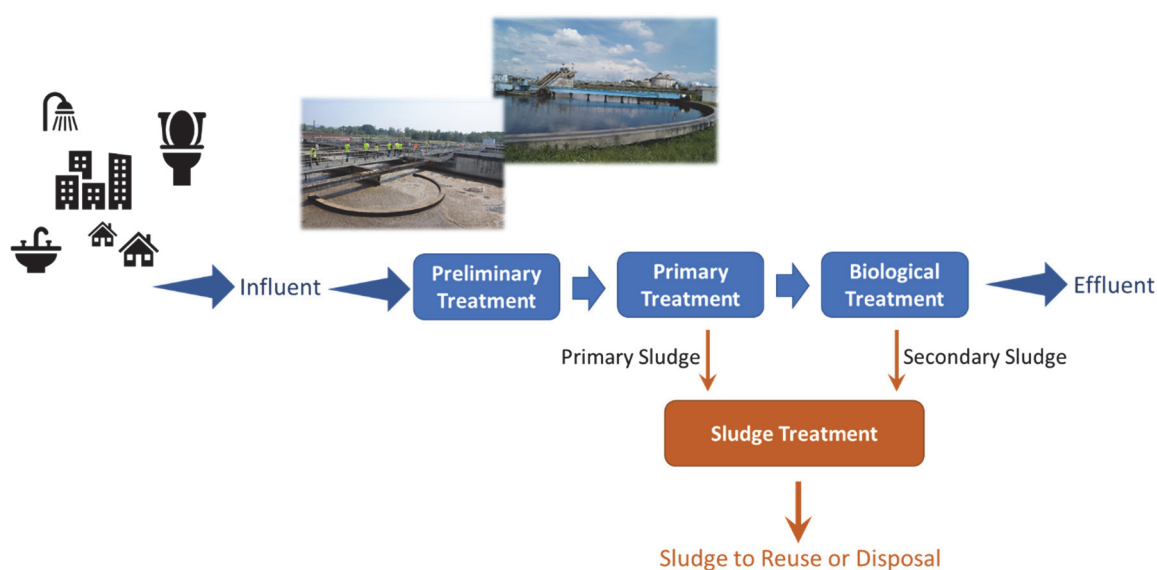 Influent
Preliminary
Treatment
Primary
Treatment
Biological
Treatment
Effluent
Primary Sludge
Secondary Sludge
Sludge Treatment
Sludge to Reuse or Disposal